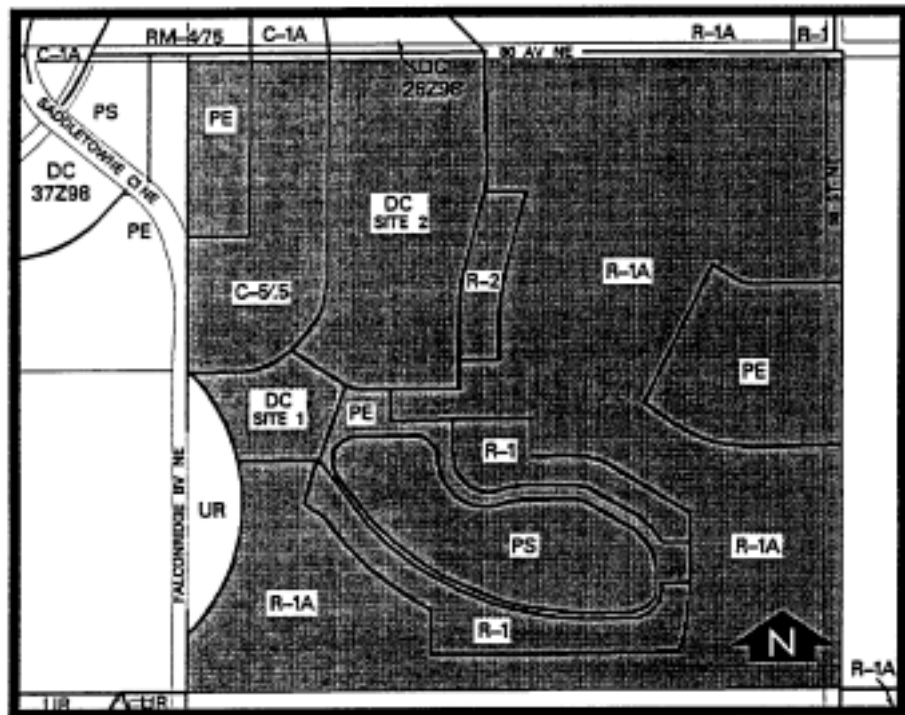 RM-4/75
C-1A
R-1A
R-1
C-1A
80 AV NE
DC
26Z98
PS
PE
SADDLETOWNE CI NE
DC
37Z98
PE
DC
SITE 2
R-2
R-1A
C-5/.5
PE
DC
SITE 1
PE
R-1
UR
FALCONRIDGE BV NE
PS
R-1A
R-1A
R-1
N
R-1A
UR
UR